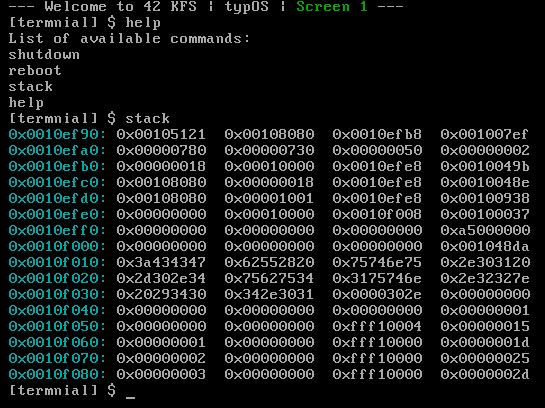 --- Welcome to 42 KFS | typOS | Screen 1 ---
[termnial] $ help
List of available commands:
shutdown
reboot
stack
help
[termnial] $ stack
0x0010ef90: 0x00105121 0x00108080 0x0010efb8 0x001007ef
0x0010efa0: 0x00000780 0x00000730 0x00000050 0x00000002
0x0010efb0: 0x00000018 0x00010000 0x0010efe8 0x0010049b
0x0010efc0: 0x00108080 0x00000018 0x0010efe8 0x0010048e
0x0010efd0: 0x00108080 0x00001001 0x0010efe8 0x00100938
0x0010efe0: 0x00000000 0x00010000 0x0010f008 0x00100037
0x0010eff0: 0x00000000 0x00000000 0x00000000 0xa5000000
0x0010f000: 0x00000000 0x00000000 0x00000000 0x001048da
0x0010f010: 0x3a434347 0x62552820 0x75746e75 0x2e303120
0x0010f020: 0x2d302e34 0x75627534 0x3175746e 0x2e32327e
0x0010f030: 0x20293430 0x342e3031 0x0000302e 0x00000000
0x0010f040: 0x00000000 0x00000000 0x00000000 0x00000001
0x0010f050: 0x00000000 0x00000000 0xfff10004 0x00000015
0x0010f060: 0x00000001 0x00000000 0xfff10000 0x0000001d
0x0010f070: 0x00000002 0x00000000 0xfff10000 0x00000025
0x0010f080: 0x00000003 0x00000000 0xfff10000 0x0000002d
[termnial] $ _